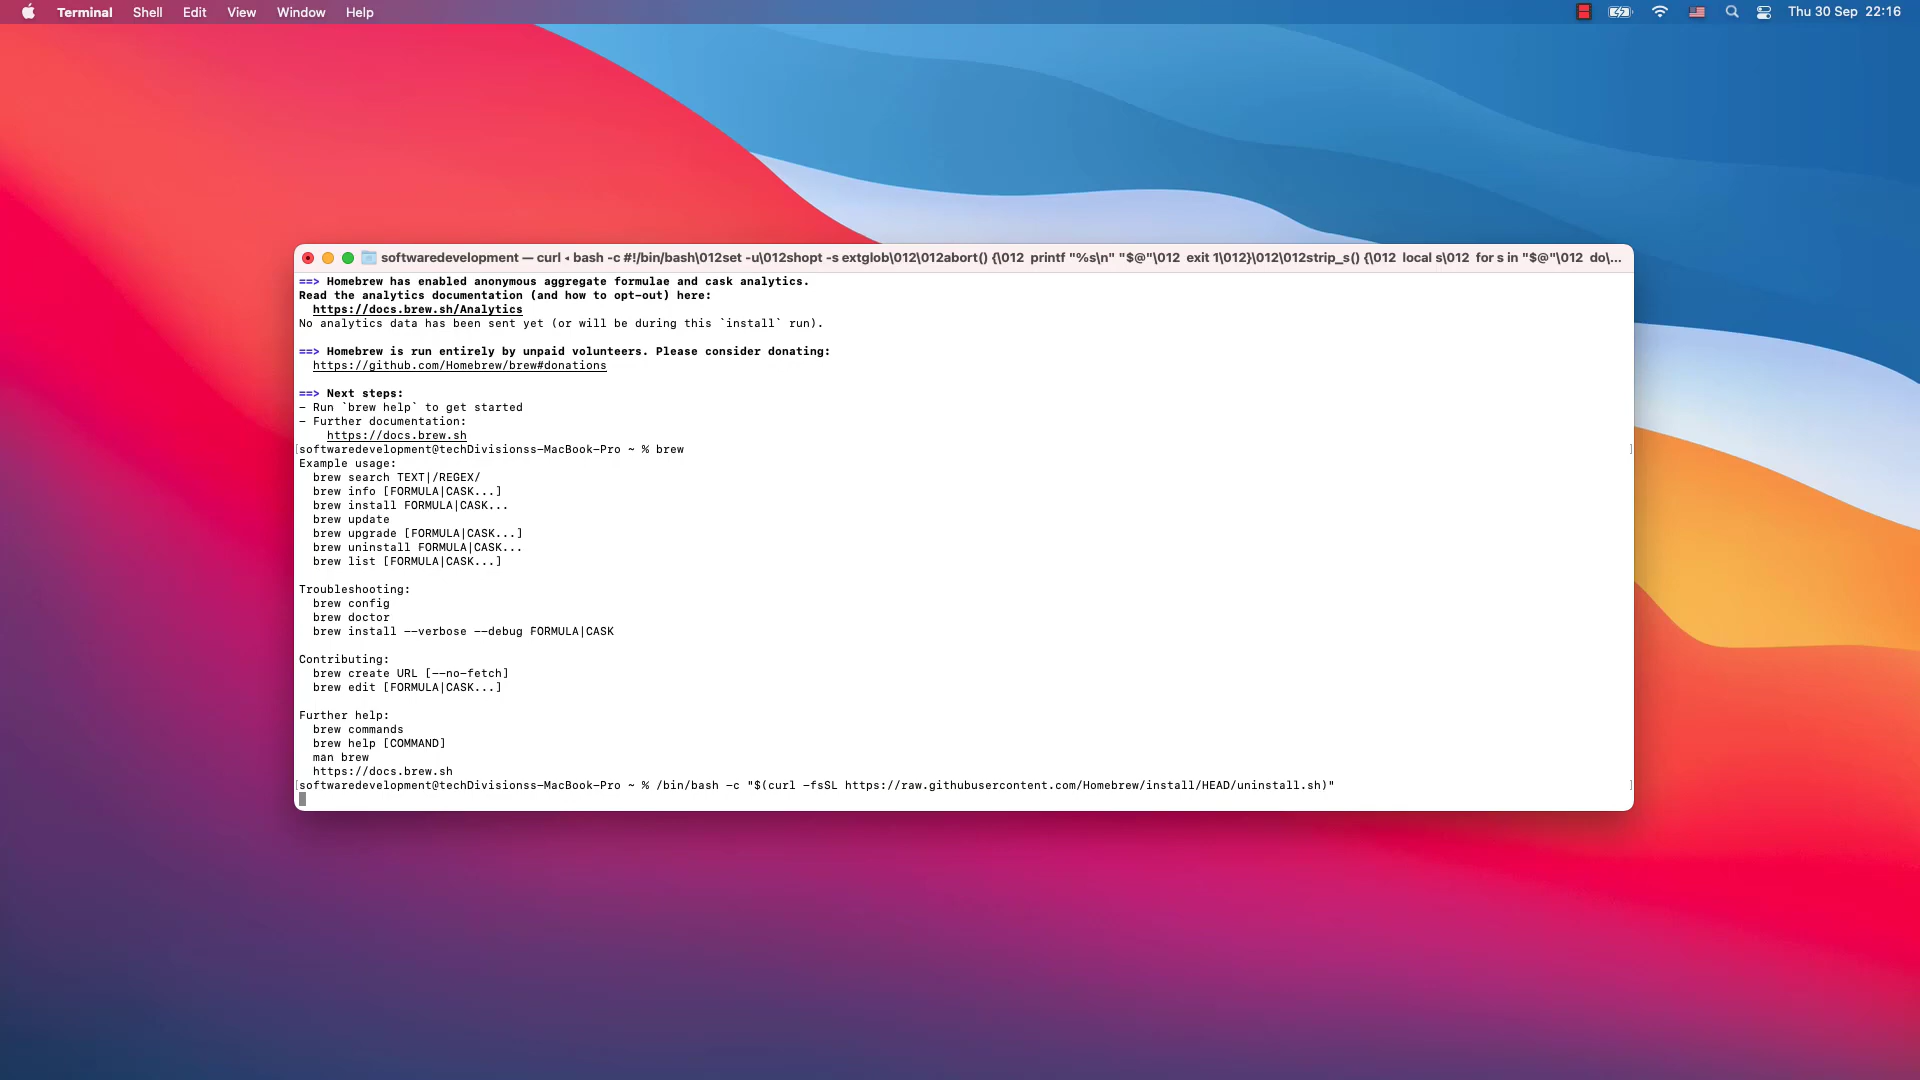 Terminal Shell Edit View Window Help Thu 30 Sep 22:16
softwaredevelopment — curl ◂ bash -c #!/bin/bash\012set -u\012shopt -s extglob\012\012abort() {\012 printf "%s\n" "$@"\012 exit 1\012}\012\012strip_s() {\012 local s\012 for s in "$@"\012 do\...
==> Homebrew has enabled anonymous aggregate formulae and cask analytics.
Read the analytics documentation (and how to opt-out) here:
https://docs.brew.sh/Analytics
No analytics data has been sent yet (or will be during this `install` run).
==> Homebrew is run entirely by unpaid volunteers. Please consider donating:
https://github.com/Homebrew/brew#donations
==> Next steps:
- Run `brew help` to get started
- Further documentation:
https://docs.brew.sh
[softwaredevelopment@techDivisionss-MacBook-Pro ~ % brew ]
Example usage:
brew search TEXT|/REGEX/
brew info [FORMULA|CASK...]
brew install FORMULA|CASK...
brew update
brew upgrade [FORMULA|CASK...]
brew uninstall FORMULA|CASK...
brew list [FORMULA|CASK...]
Troubleshooting:
brew config
brew doctor
brew install --verbose --debug FORMULA|CASK
Contributing:
brew create URL [--no-fetch]
brew edit [FORMULA|CASK...]
Further help:
brew commands
brew help [COMMAND]
man brew
https://docs.brew.sh
[softwaredevelopment@techDivisionss-MacBook-Pro ~ % /bin/bash -c "$(curl -fsSL https://raw.githubusercontent.com/Homebrew/install/HEAD/uninstall.sh)" ]